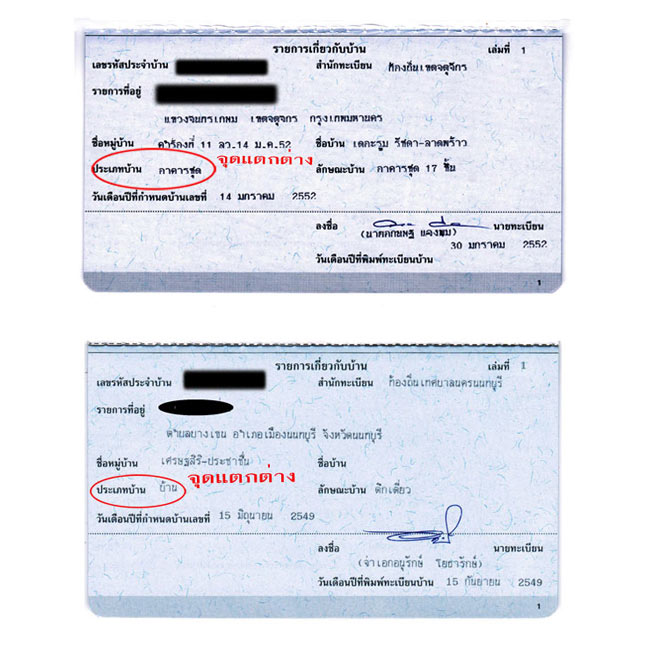 รายการเกี่ยวกับบ้าน เล่มที่ 1
เลขรหัสประจำบ้าน สำนักทะเบียน ท้องถิ่นเขตจตุจักร
รายการที่อยู่
แขวงจันทรเกษม เขตจตุจักร กรุงเทพมหานคร
ชื่อหมู่บ้าน คำร้องที่ 11 ลว.14 ม.ค.52 ชื่อบ้าน เดอะรูม รัชดา-ลาดพร้าว
จุดแตกต่าง
ประเภทบ้าน อาคารชุด ลักษณะบ้าน อาคารชุด 17 ชั้น
วันเดือนปีที่กำหนดบ้านเลขที่ 14 มกราคม 2552
ลงชื่อ นายทะเบียน
30 มกราคม 2552
วันเดือนปีที่พิมพ์ทะเบียนบ้าน
1
รายการเกี่ยวกับบ้าน เล่มที่ 1
เลขรหัสประจำบ้าน สำนักทะเบียน ท้องถิ่นเทศบาลนครนนทบุรี
รายการที่อยู่
ตำบลบางเขน อำเภอเมืองนนทบุรี จังหวัดนนทบุรี
ชื่อหมู่บ้าน เศรษฐสิริ-ประชาชื่น ชื่อบ้าน
จุดแตกต่าง
ประเภทบ้าน บ้าน ลักษณะบ้าน ตึกเดี่ยว
วันเดือนปีที่กำหนดบ้านเลขที่ 15 มิถุนายน 2549
ลงชื่อ นายทะเบียน
(จ่าเอกอนุรักษ์ โยธารักษ์)
วันเดือนปีที่พิมพ์ทะเบียนบ้าน 15 กันยายน 2549
1